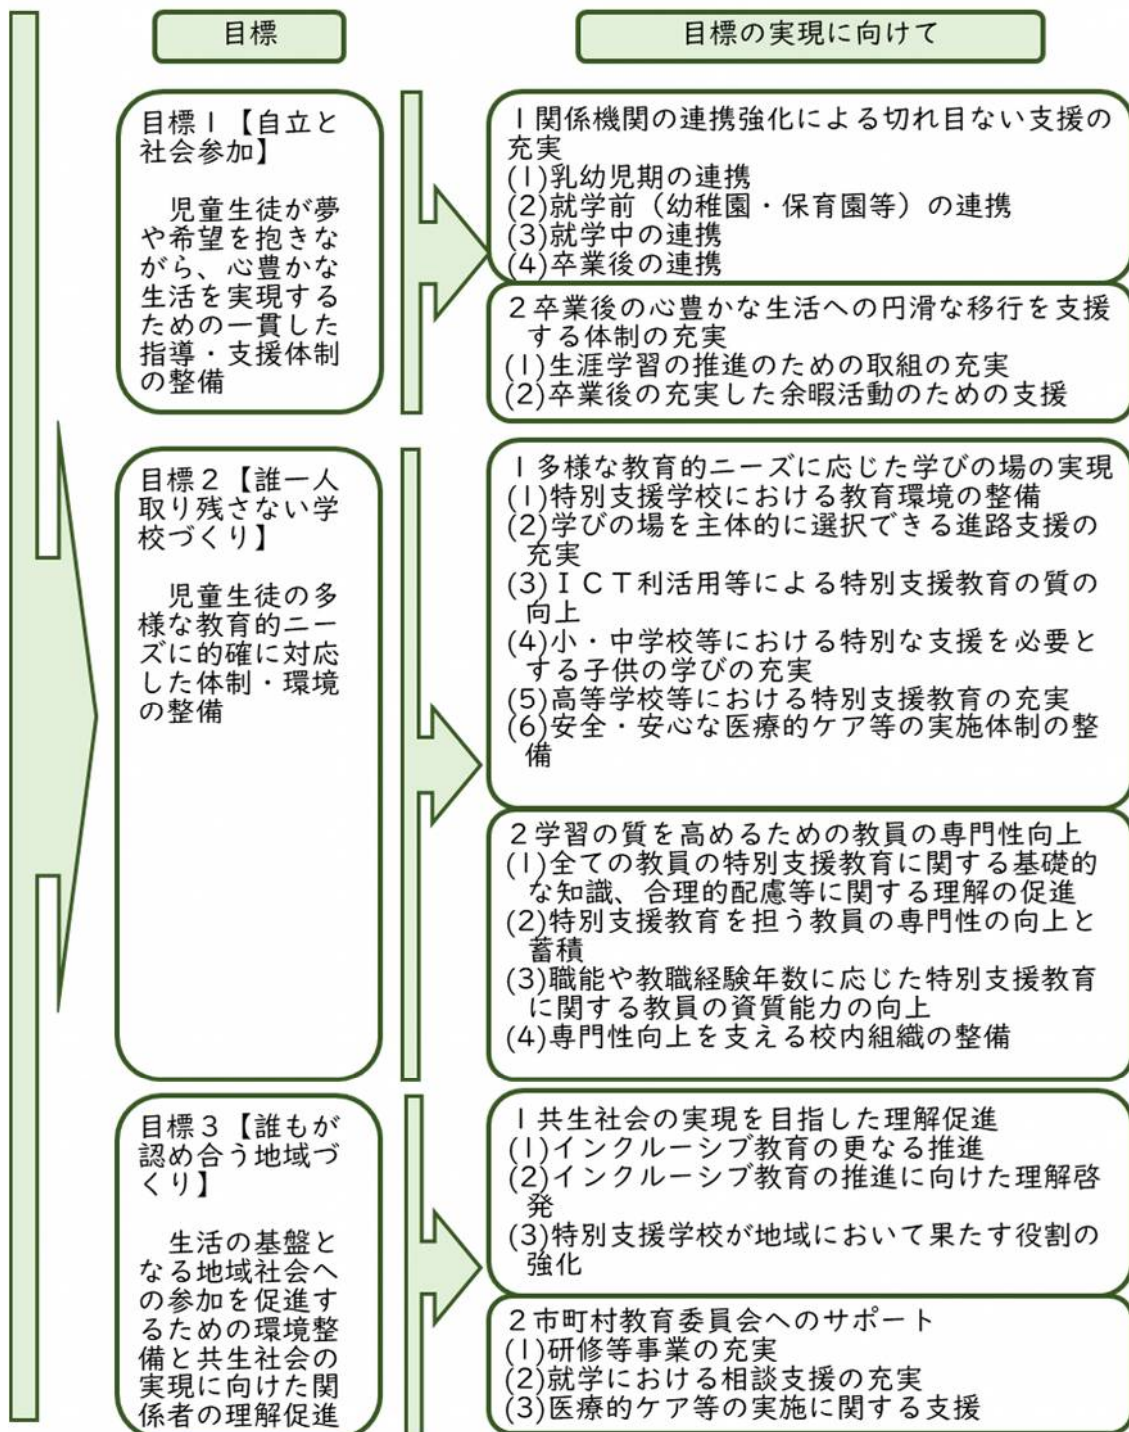 目標
目標の実現に向けて
目標1【自立と
社会参加】
児童生徒が夢
や希望を抱きな
がら、心豊かな
生活を実現する
ための一貫した
指導・支援体制
の整備
1関係機関の連携強化による切れ目ない支援の
充実
(1)乳幼児期の連携
(2)就学前（幼稚園・保育園等）の連携
(3)就学中の連携
(4)卒業後の連携
2卒業後の心豊かな生活への円滑な移行を支援
する体制の充実
(1)生涯学習の推進のための取組の充実
(2)卒業後の充実した余暇活動のための支援
目標2【誰一人
取り残さない学
校づくり】
児童生徒の多
様な教育的ニー
ズに的確に対応
した体制・環境
の整備
1多様な教育的ニーズに応じた学びの場の実現
(1)特別支援学校における教育環境の整備
(2)学びの場を主体的に選択できる進路支援の
充実
(3)ＩＣＴ利活用等による特別支援教育の質の
向上
(4)小・中学校等における特別な支援を必要と
する子供の学びの充実
(5)高等学校等における特別支援教育の充実
(6)安全・安心な医療的ケア等の実施体制の整
備
2学習の質を高めるための教員の専門性向上
(1)全ての教員の特別支援教育に関する基礎的
な知識、合理的配慮等に関する理解の促進
(2)特別支援教育を担う教員の専門性の向上と
蓄積
(3)職能や教職経験年数に応じた特別支援教育
に関する教員の資質能力の向上
(4)専門性向上を支える校内組織の整備
目標3【誰もが
認め合う地域づ
くり】
生活の基盤と
なる地域社会へ
の参加を促進す
るための環境整
備と共生社会の
実現に向けた関
係者の理解促進
1共生社会の実現を目指した理解促進
(1)インクルーシブ教育の更なる推進
(2)インクルーシブ教育の推進に向けた理解啓
発
(3)特別支援学校が地域において果たす役割の
強化
2市町村教育委員会へのサポート
(1)研修等事業の充実
(2)就学における相談支援の充実
(3)医療的ケア等の実施に関する支援